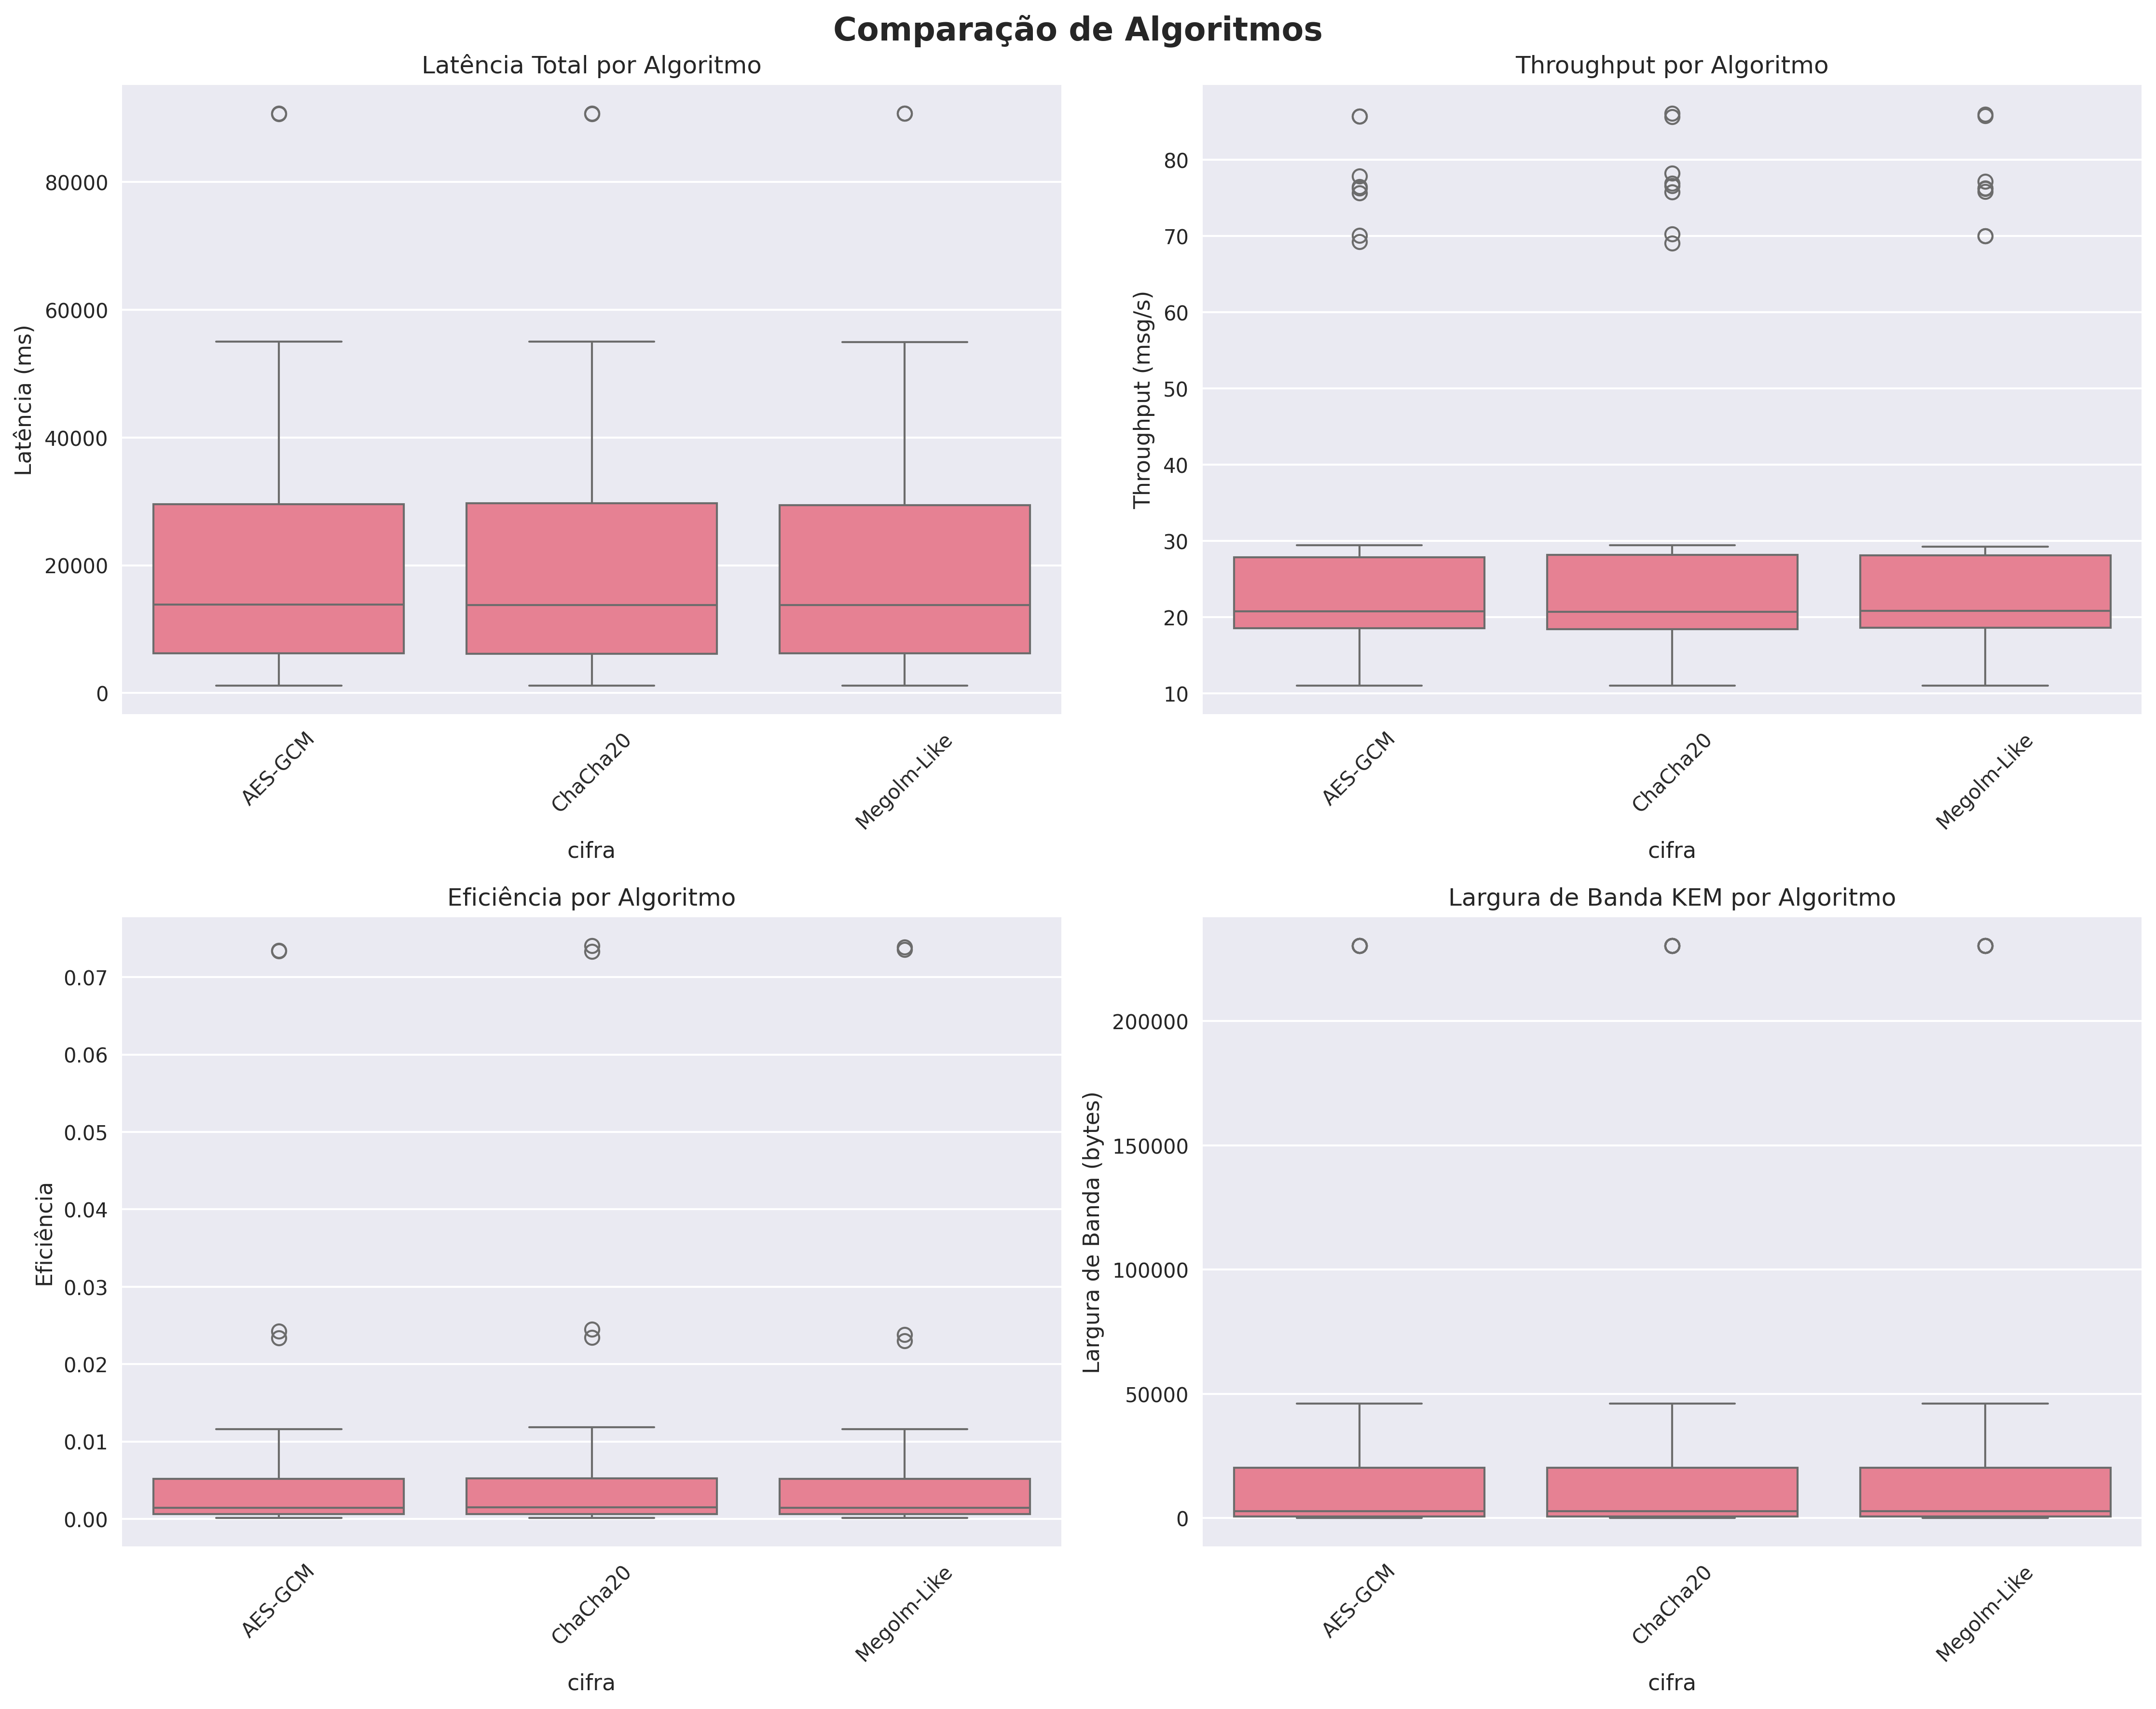 Comparação de Algoritmos
Latência Total por Algoritmo
Latência (ms)
80000
60000
40000
20000
0
AES-GCM
ChaCha20
Megolm-Like
cifra
Throughput por Algoritmo
Throughput (msg/s)
80
70
60
50
40
30
20
10
AES-GCM
ChaCha20
Megolm-Like
cifra
Eficiência por Algoritmo
Eficiência
0.07
0.06
0.05
0.04
0.03
0.02
0.01
0.00
AES-GCM
ChaCha20
Megolm-Like
cifra
Largura de Banda KEM por Algoritmo
Largura de Banda (bytes)
200000
150000
100000
50000
0
AES-GCM
ChaCha20
Megolm-Like
cifra